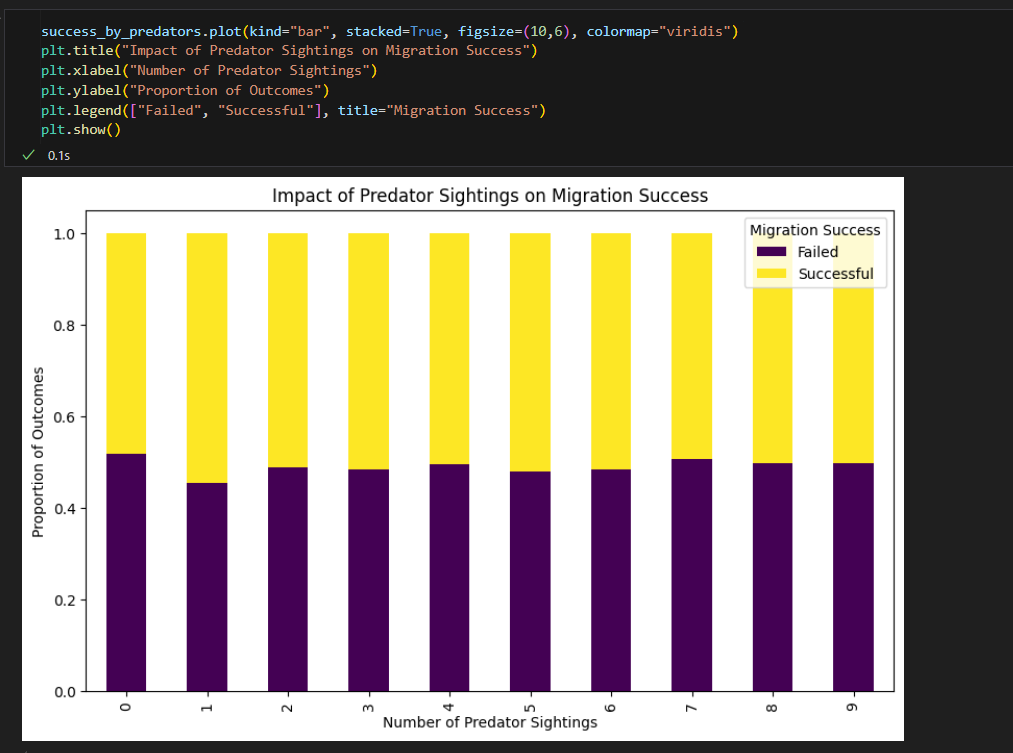 success_by_predators.plot(kind="bar", stacked=True, figsize=(10,6), colormap="viridis")
plt.title("Impact of Predator Sightings on Migration Success")
plt.xlabel("Number of Predator Sightings")
plt.ylabel("Proportion of Outcomes")
plt.legend(["Failed", "Successful"], title="Migration Success")
plt.show()
✓ 0.1s
Impact of Predator Sightings on Migration Success
Migration Success
Failed
Successful
Proportion of Outcomes
1.0
0.8
0.6
0.4
0.2
0.0
0 1 2 3 4 5 6 7 8 9
Number of Predator Sightings